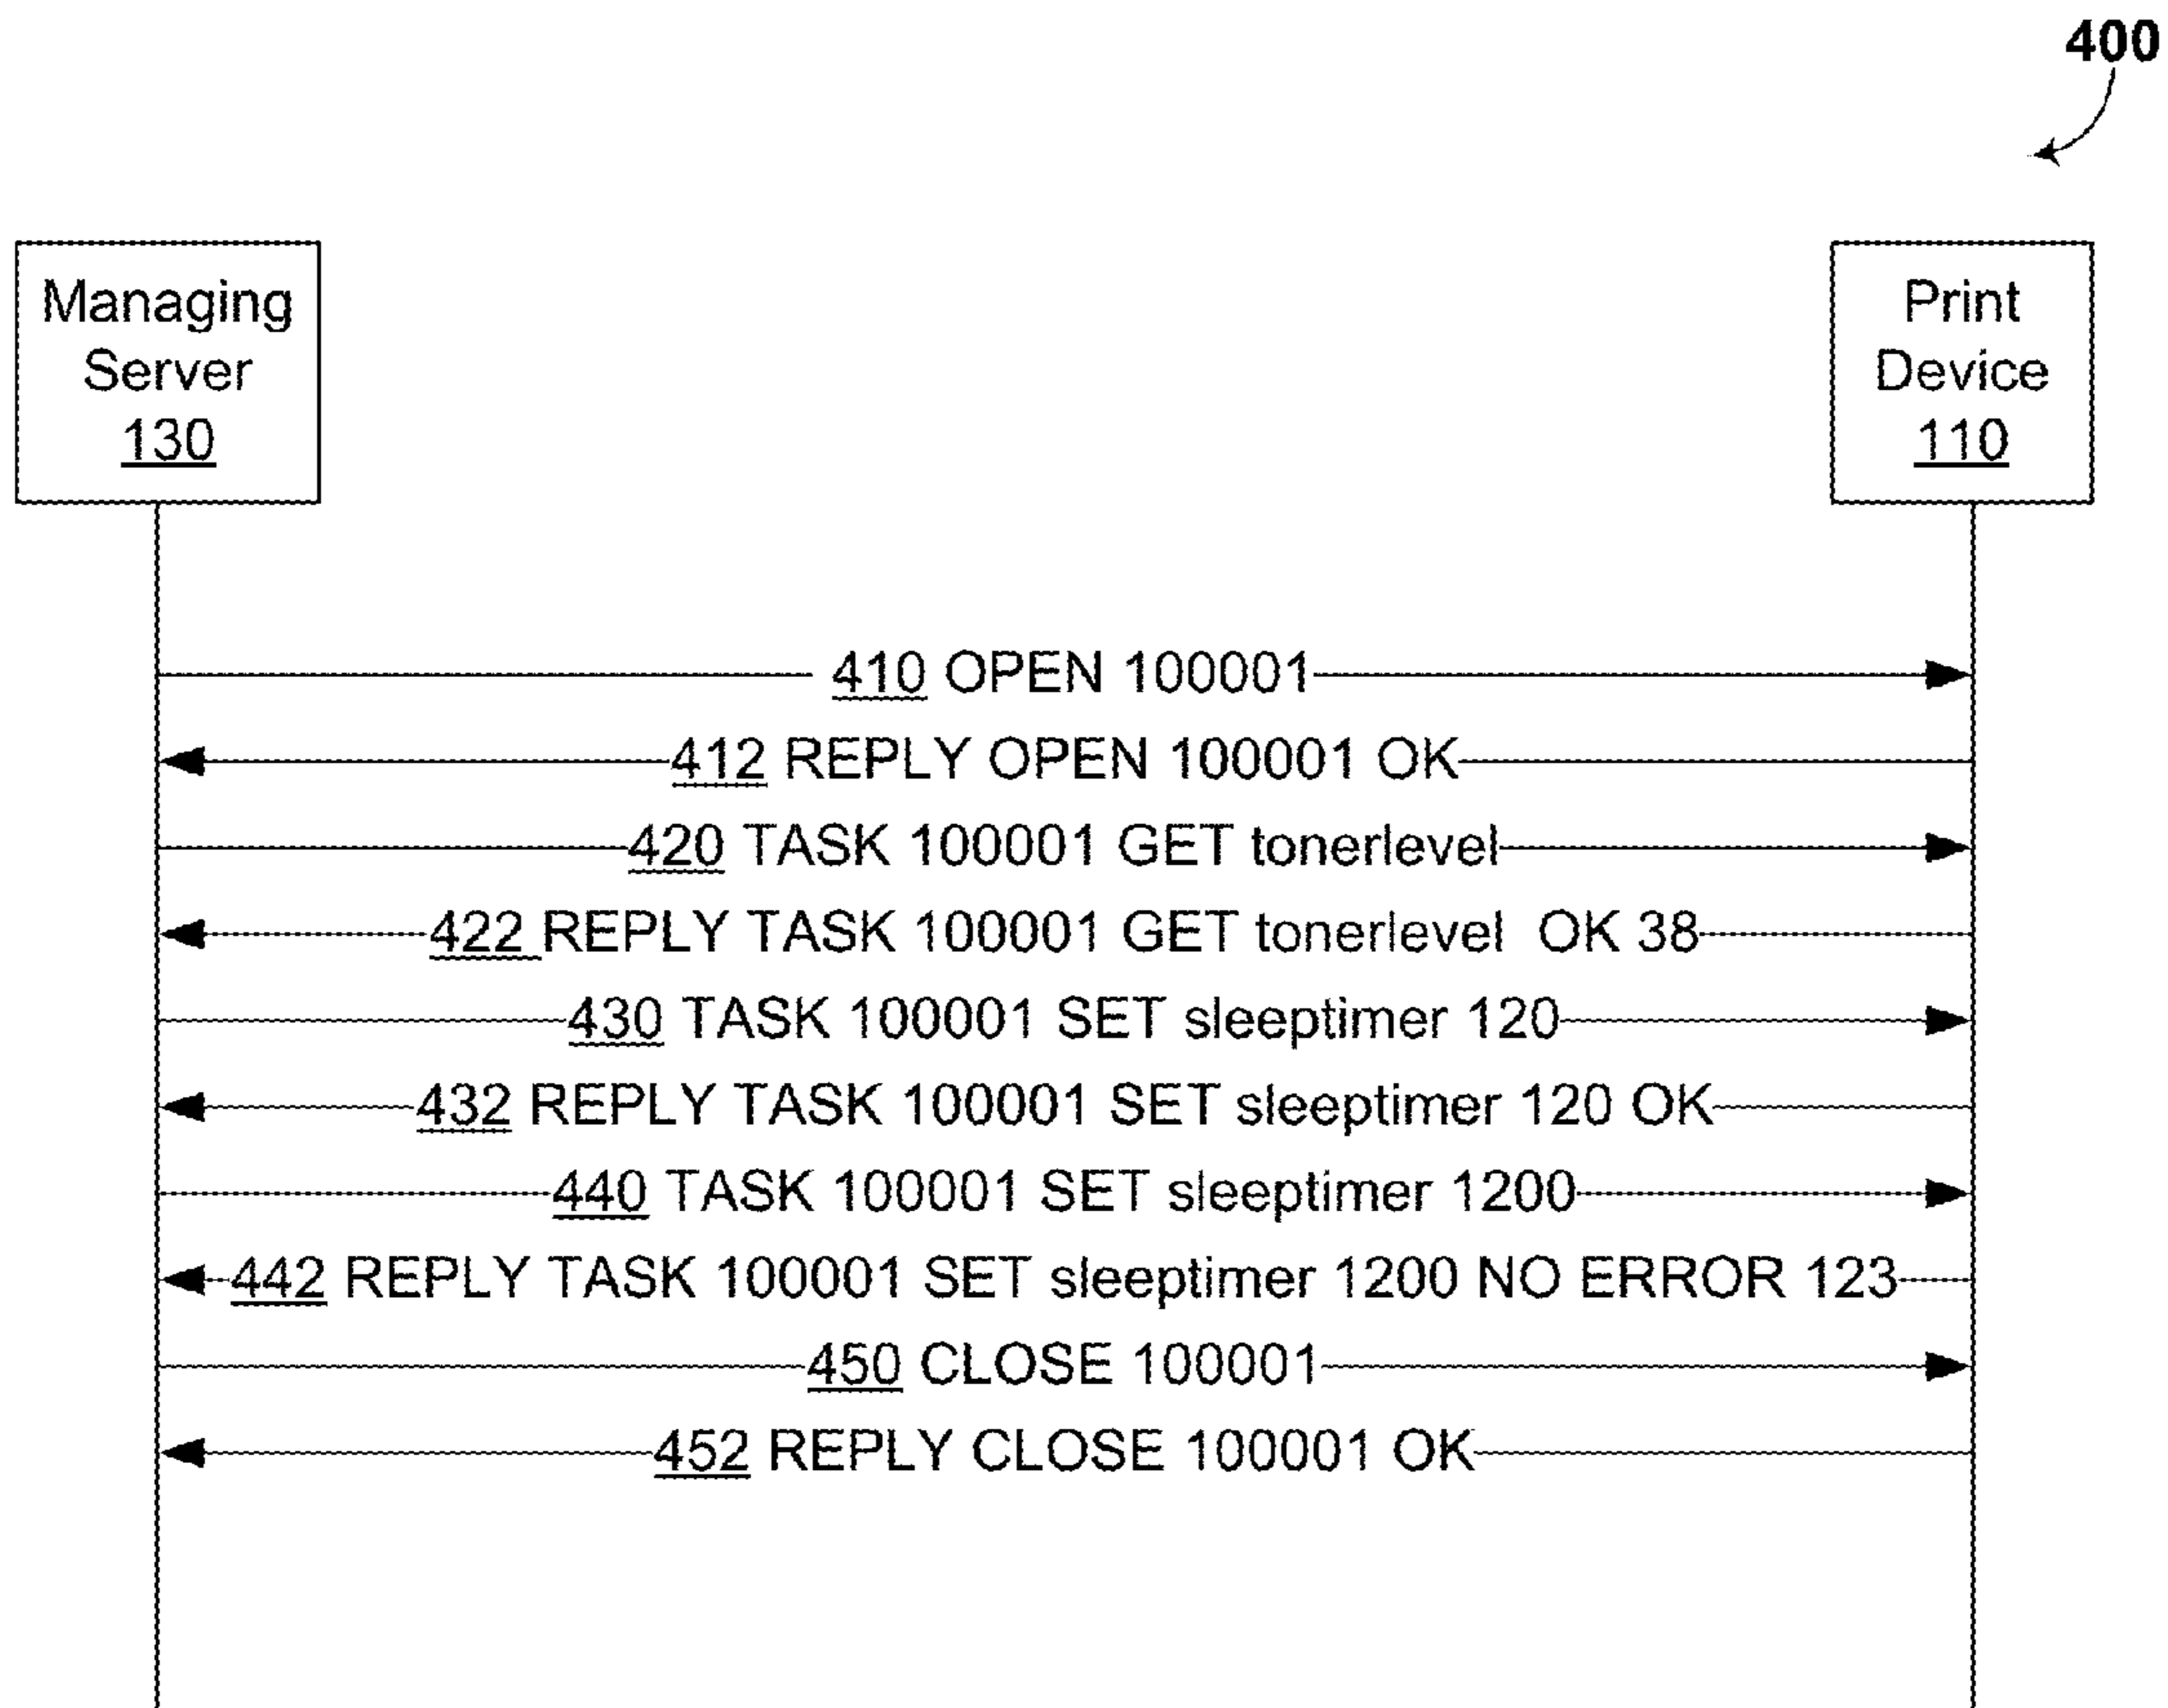 400
Managing
Server
130
Print
Device
110
410 OPEN 100001
412 REPLY OPEN 100001 OK
420 TASK 100001 GET tonerlevel
422 REPLY TASK 100001 GET tonerlevel OK 38
430 TASK 100001 SET sleeptimer 120
432 REPLY TASK 100001 SET sleeptimer 120 OK
440 TASK 100001 SET sleeptimer 1200
442 REPLY TASK 100001 SET sleeptimer 1200 NO ERROR 123
450 CLOSE 100001
452 REPLY CLOSE 100001 OK